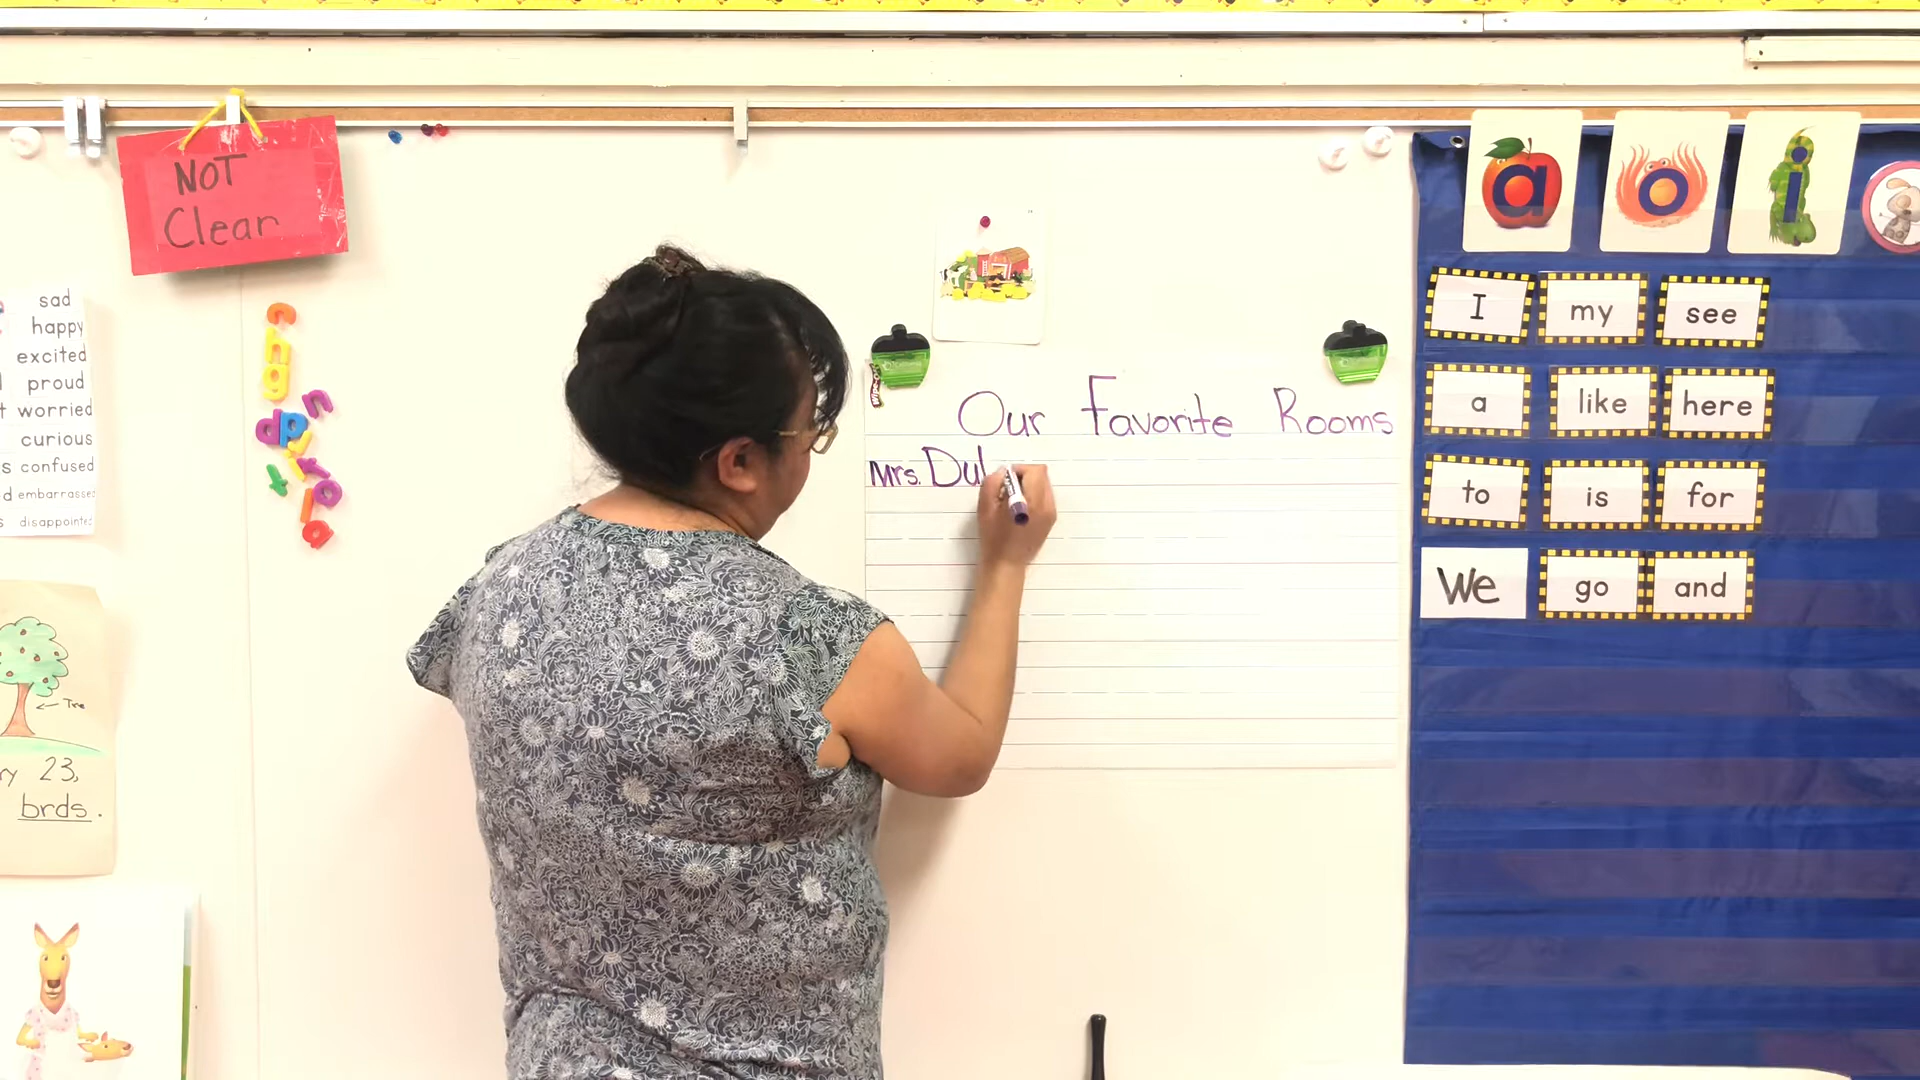 NOT
Clear
sad
happy
excited
proud
worried
curious
confused
embarrassed
disappointed
Tre
23,
brds.
Our Favorite Rooms
Mrs. Dul
a o i
I my see
a like here
to is for
We go and